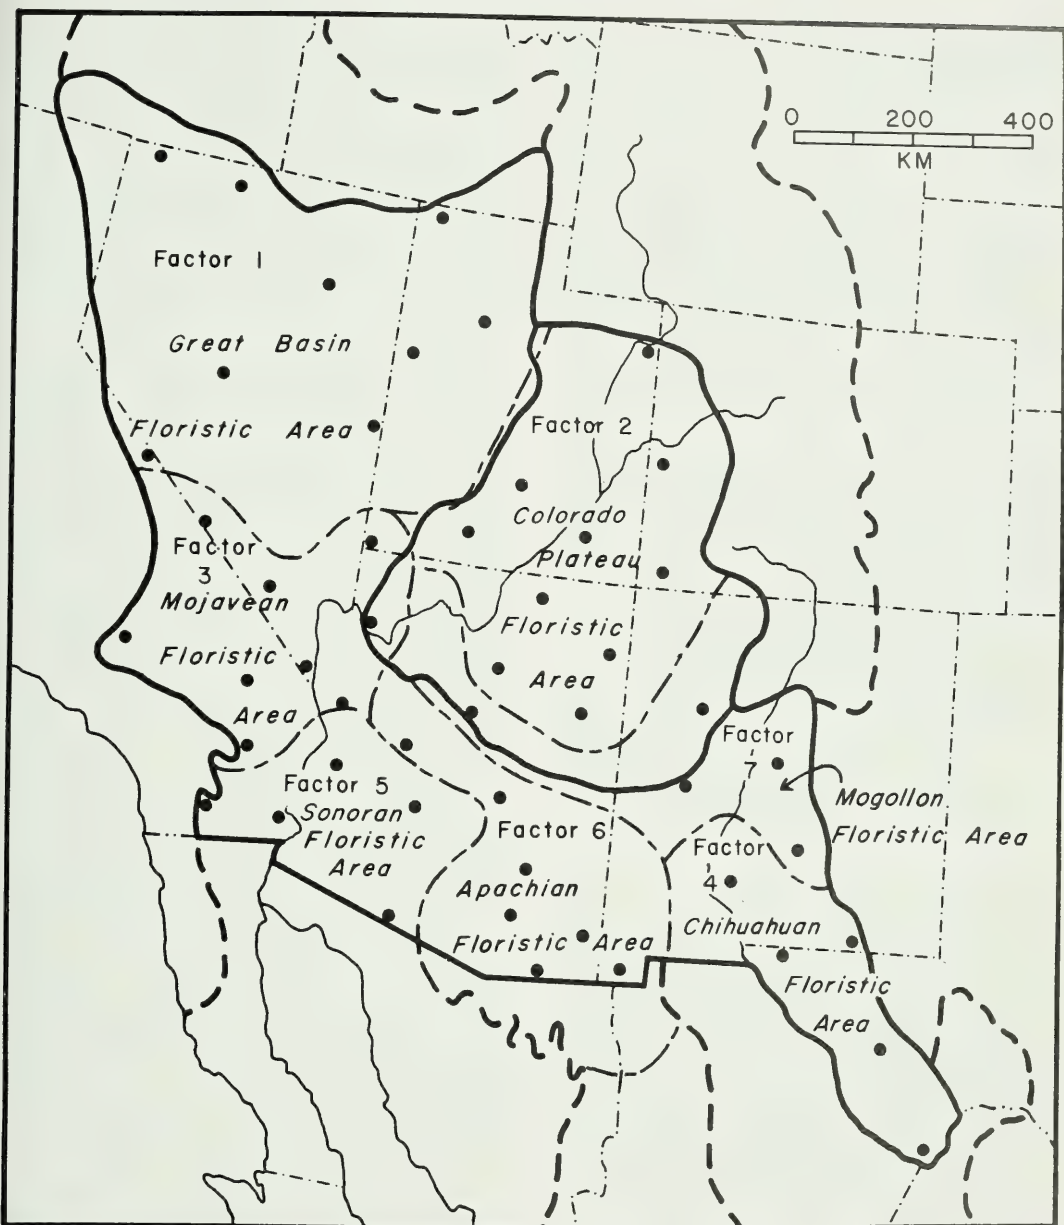 0 200 400
KM
Factor 1
Great Basin
Floristic Area
Factor 2
Colorado
Plateau
Floristic
Area
Factor
3
Mojavean
Floristic
Area
Factor 5
Sonoran
Floristic
Area
Factor 6
Apachian
Floristic Area
Factor
7
Mogollon
Floristic Area
Factor
4
Chihuahuan
Floristic
Area